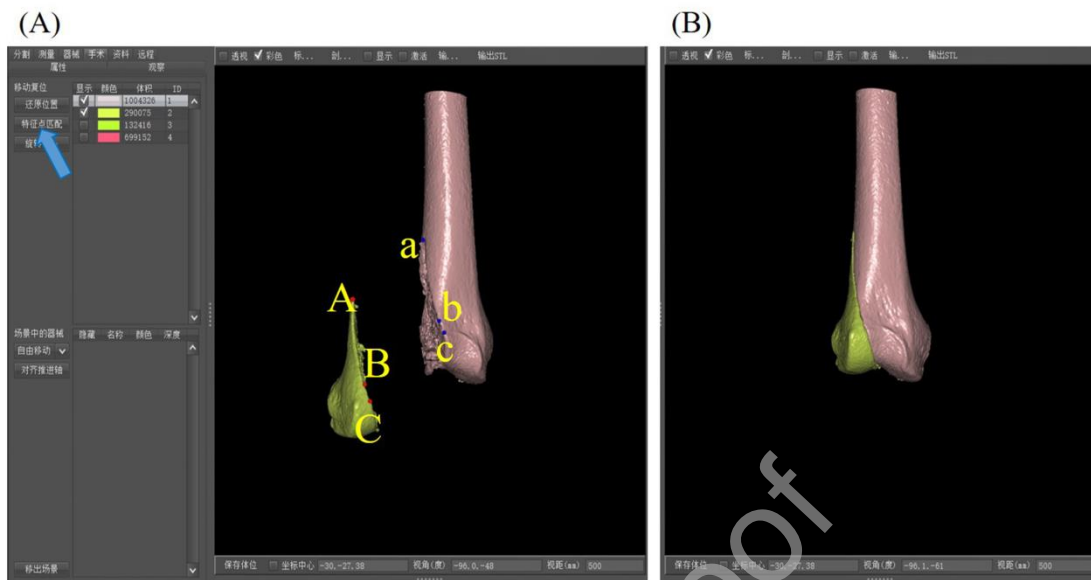 (A)
(B)
分割 测量 器械 手术 资料 远程
属性 观察
移动复位
还原位置
特征点匹配
显示 颜色 体积 ID
1004326 1
290075 2
132416 3
699152 4
场景中的器械
自由移动
对齐推进轴
隐藏 名称 颜色 深度
移出场景
透视 彩色 标... 剖... 显示 激活 输... 输出STL
a
b
c
A
B
C
保存体位 坐标中心 -30,-27,38 视角(度) -96.0,-48 视距(mm) 500
透视 彩色 标... 剖... 显示 激活 输... 输出STL
保存体位 坐标中心 -30,-27,38 视角(度) -96.1,-61 视距(mm) 500
oof